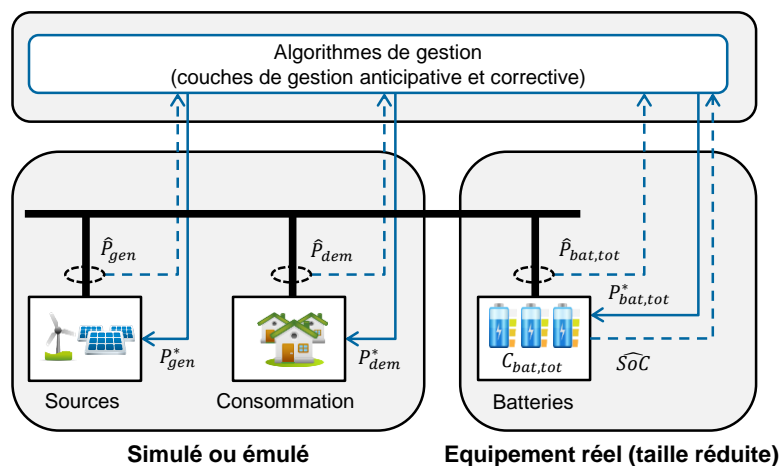 Algorithmes de gestion
(couches de gestion anticipative et corrective)
P̂gen
P̂dem
P̂bat,tot
P*bat,tot
P*gen
P*dem
Cbat,tot
SoC̑
Sources
Consommation
Batteries
Simulé ou émulé
Equipement réel (taille réduite)